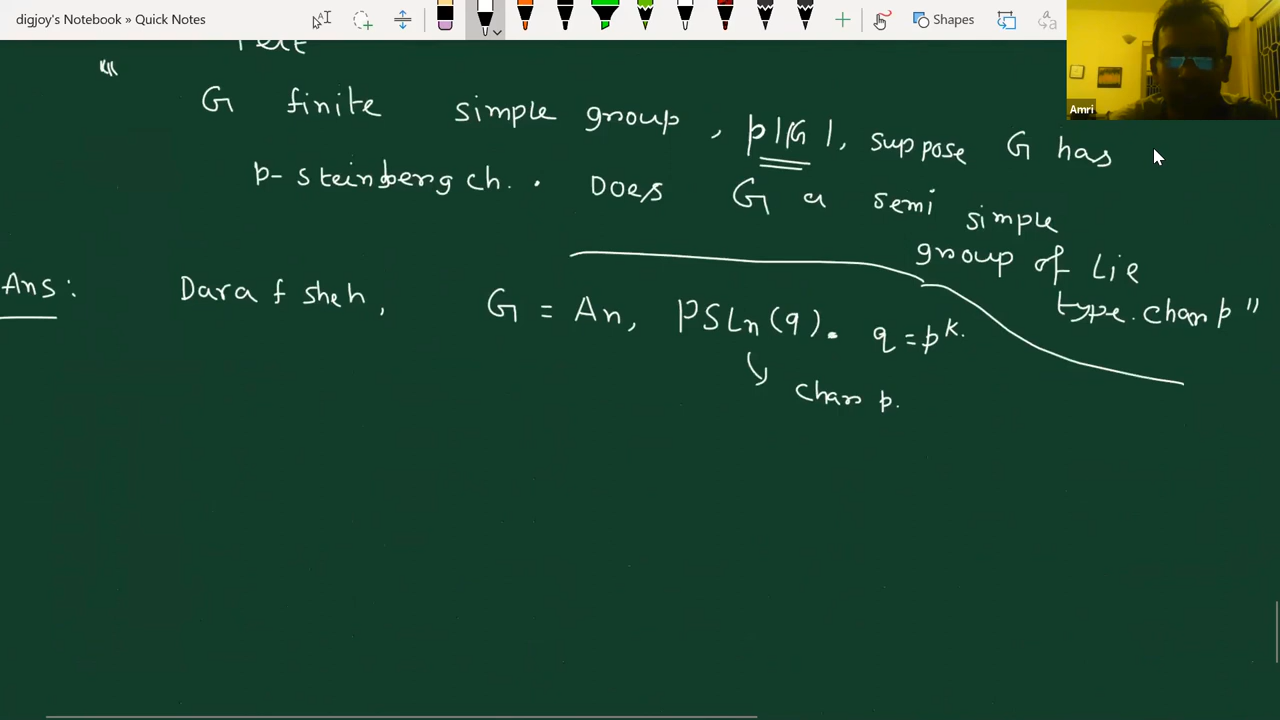 digjoy's Notebook » Quick Notes
Shapes
Amri
"
G finite simple group, p||G|, suppose G has
p-steinberg ch. . Does G a semi simple
group of Lie
type. char p"
Ans: Darafsheh, G = An, PSLn(q). q = p^k.
char p.